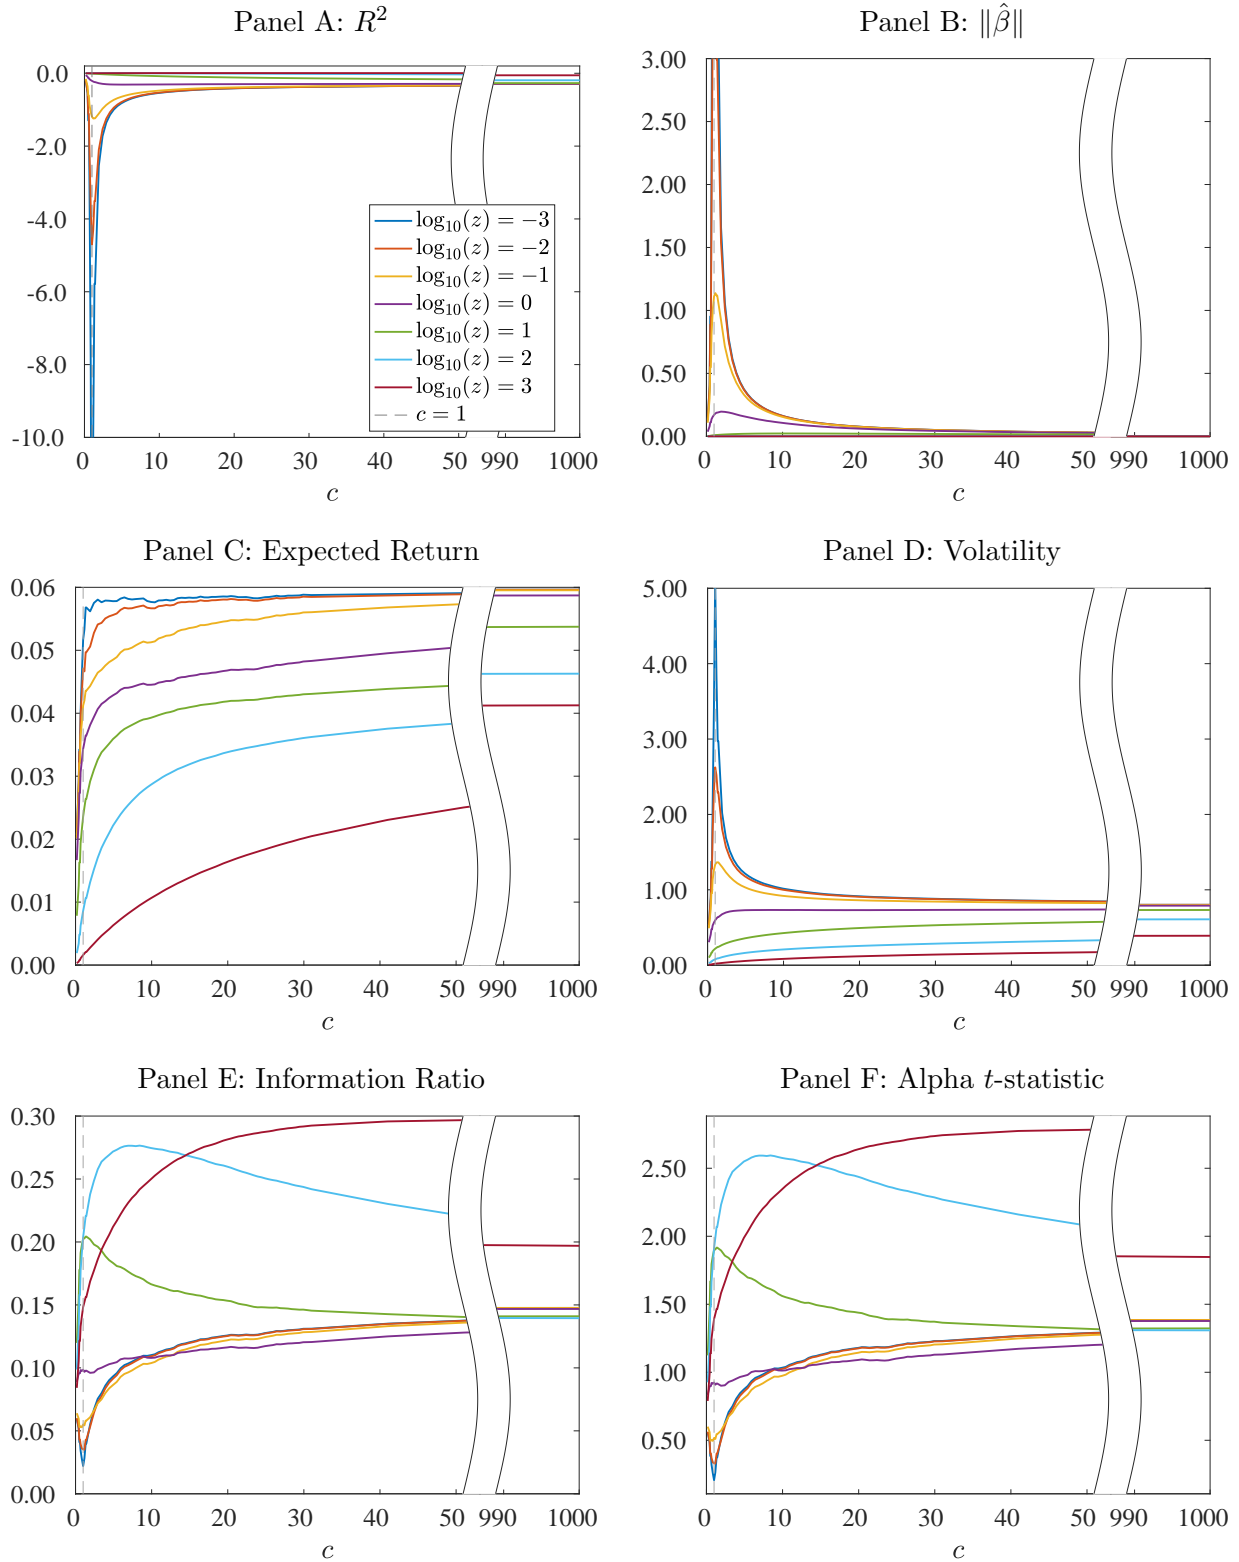 Panel A: R²
0.0
-2.0
-4.0
-6.0
-8.0
-10.0
log₁₀(z) = −3
log₁₀(z) = −2
log₁₀(z) = −1
log₁₀(z) = 0
log₁₀(z) = 1
log₁₀(z) = 2
log₁₀(z) = 3
c = 1
0 10 20 30 40 50 990 1000
c
Panel B: ‖β̂‖
3.00
2.50
2.00
1.50
1.00
0.50
0.00
0 10 20 30 40 50 990 1000
c
Panel C: Expected Return
0.06
0.05
0.04
0.03
0.02
0.01
0.00
0 10 20 30 40 50 990 1000
c
Panel D: Volatility
5.00
4.00
3.00
2.00
1.00
0.00
0 10 20 30 40 50 990 1000
c
Panel E: Information Ratio
0.30
0.25
0.20
0.15
0.10
0.05
0.00
0 10 20 30 40 50 990 1000
c
Panel F: Alpha t-statistic
2.50
2.00
1.50
1.00
0.50
0 10 20 30 40 50 990 1000
c